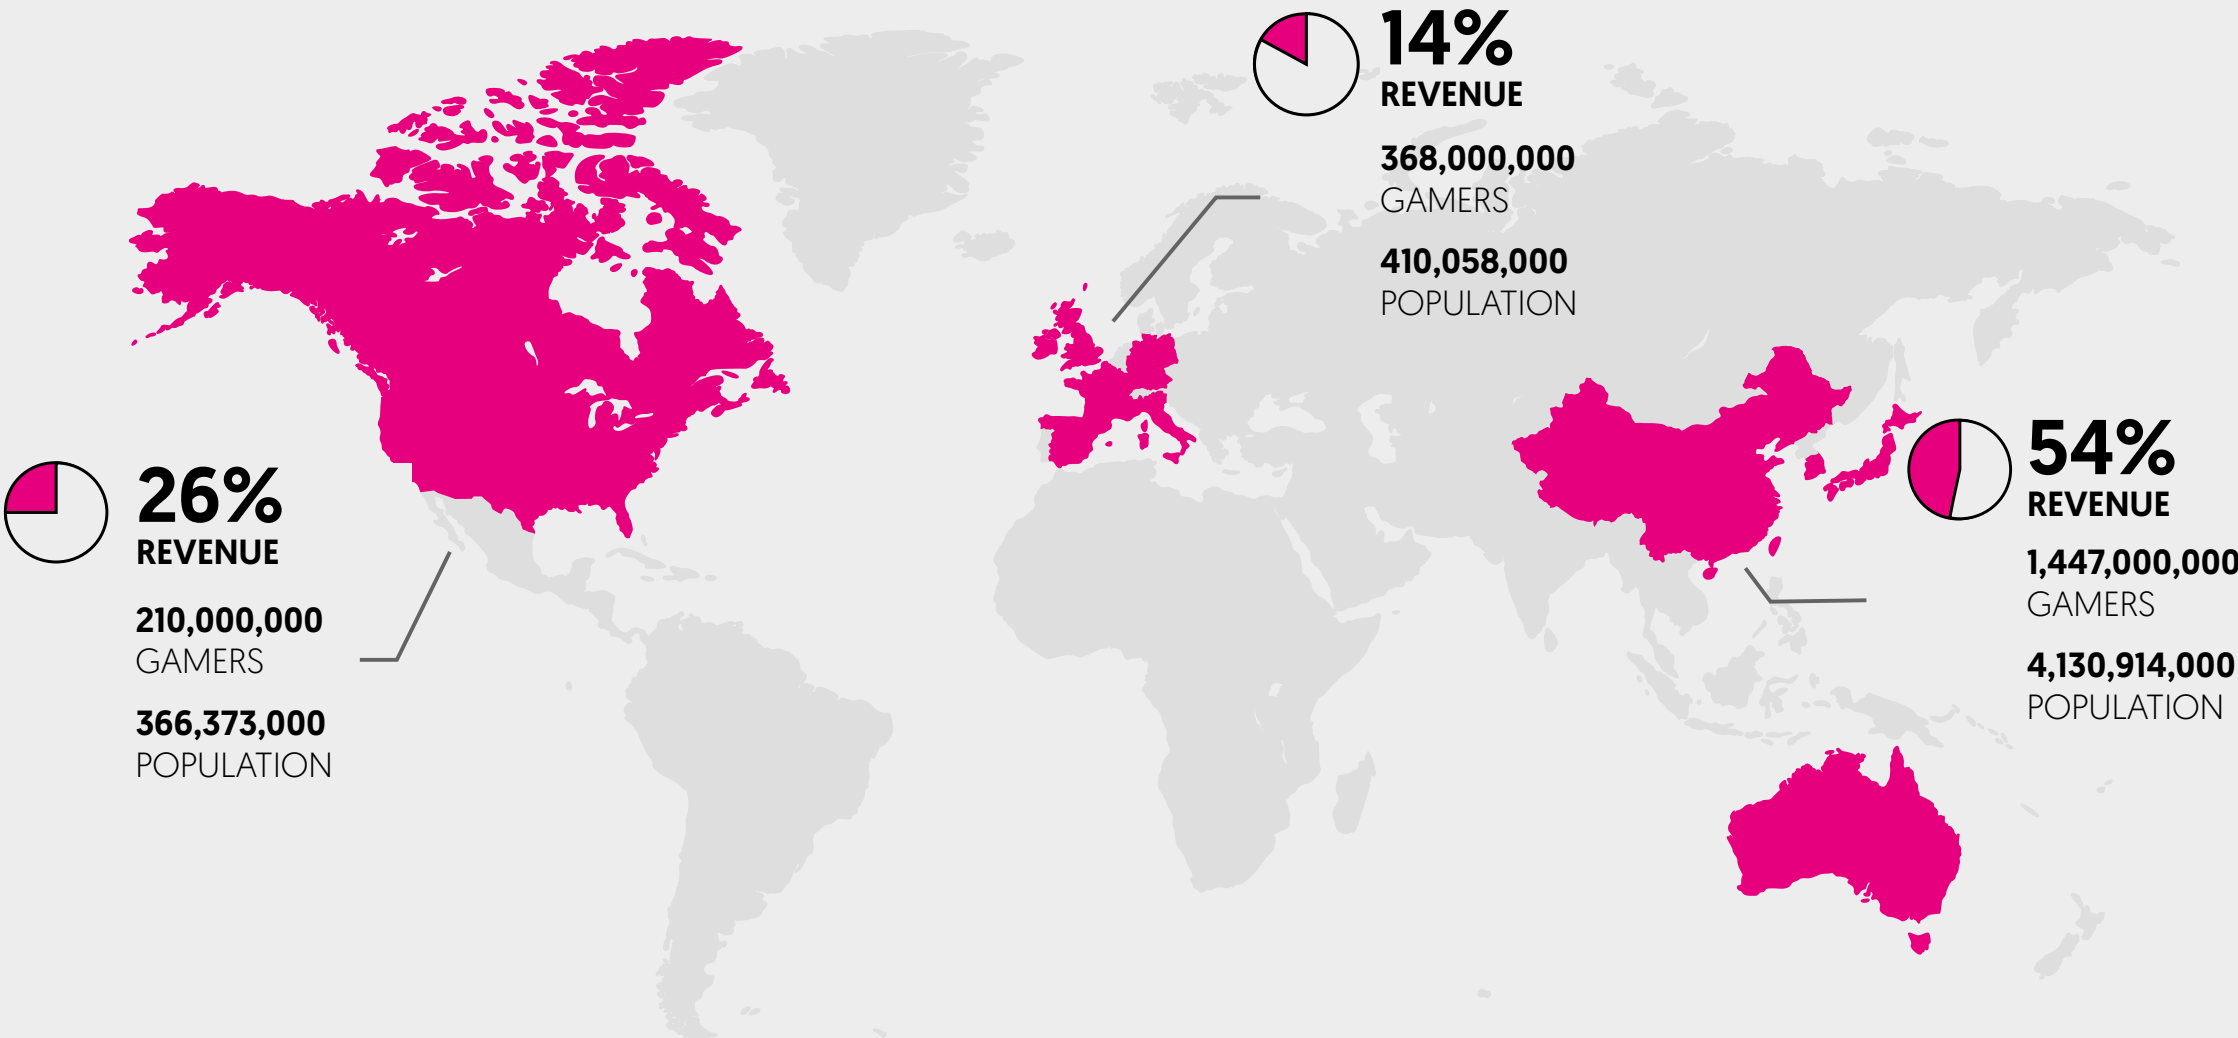 14%
REVENUE
368,000,000
GAMERS
410,058,000
POPULATION
26%
REVENUE
210,000,000
GAMERS
366,373,000
POPULATION
54%
REVENUE
1,447,000,000
GAMERS
4,130,914,000
POPULATION